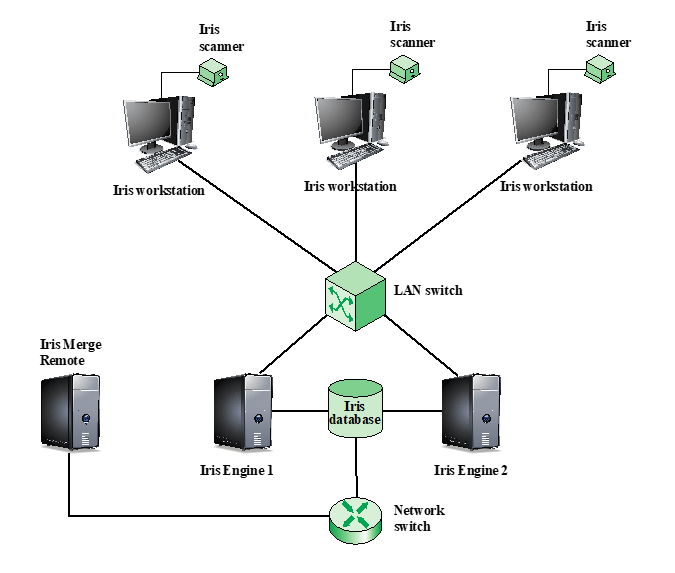 Iris
scanner
Iris
scanner
Iris
scanner
Iris workstation
Iris workstation
Iris workstation
LAN switch
Iris Merge
Remote
Iris
database
Iris Engine 1
Iris Engine 2
Network
switch